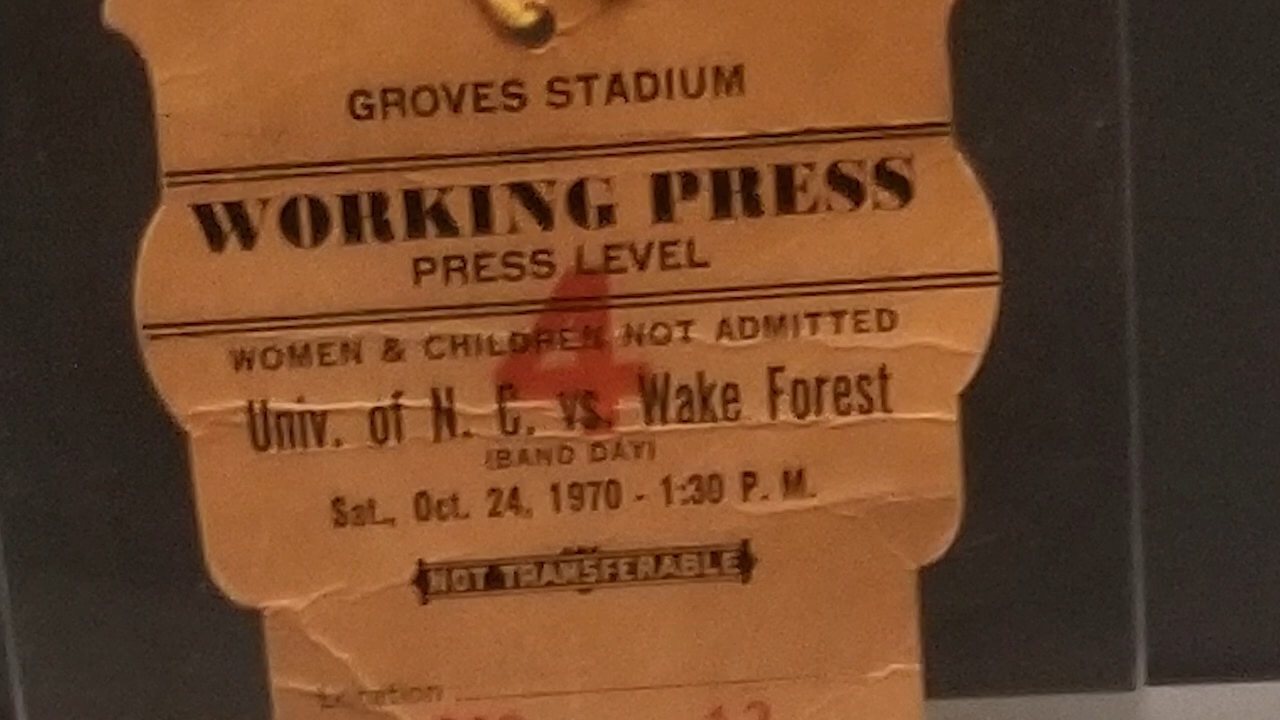 GROVES STADIUM
WORKING PRESS
PRESS LEVEL
4
WOMEN & CHILDREN NOT ADMITTED
Univ. of N. C. vs. Wake Forest
(BAND DAY)
Sat., Oct. 24, 1970 - 1:30 P. M.
NOT TRANSFERABLE